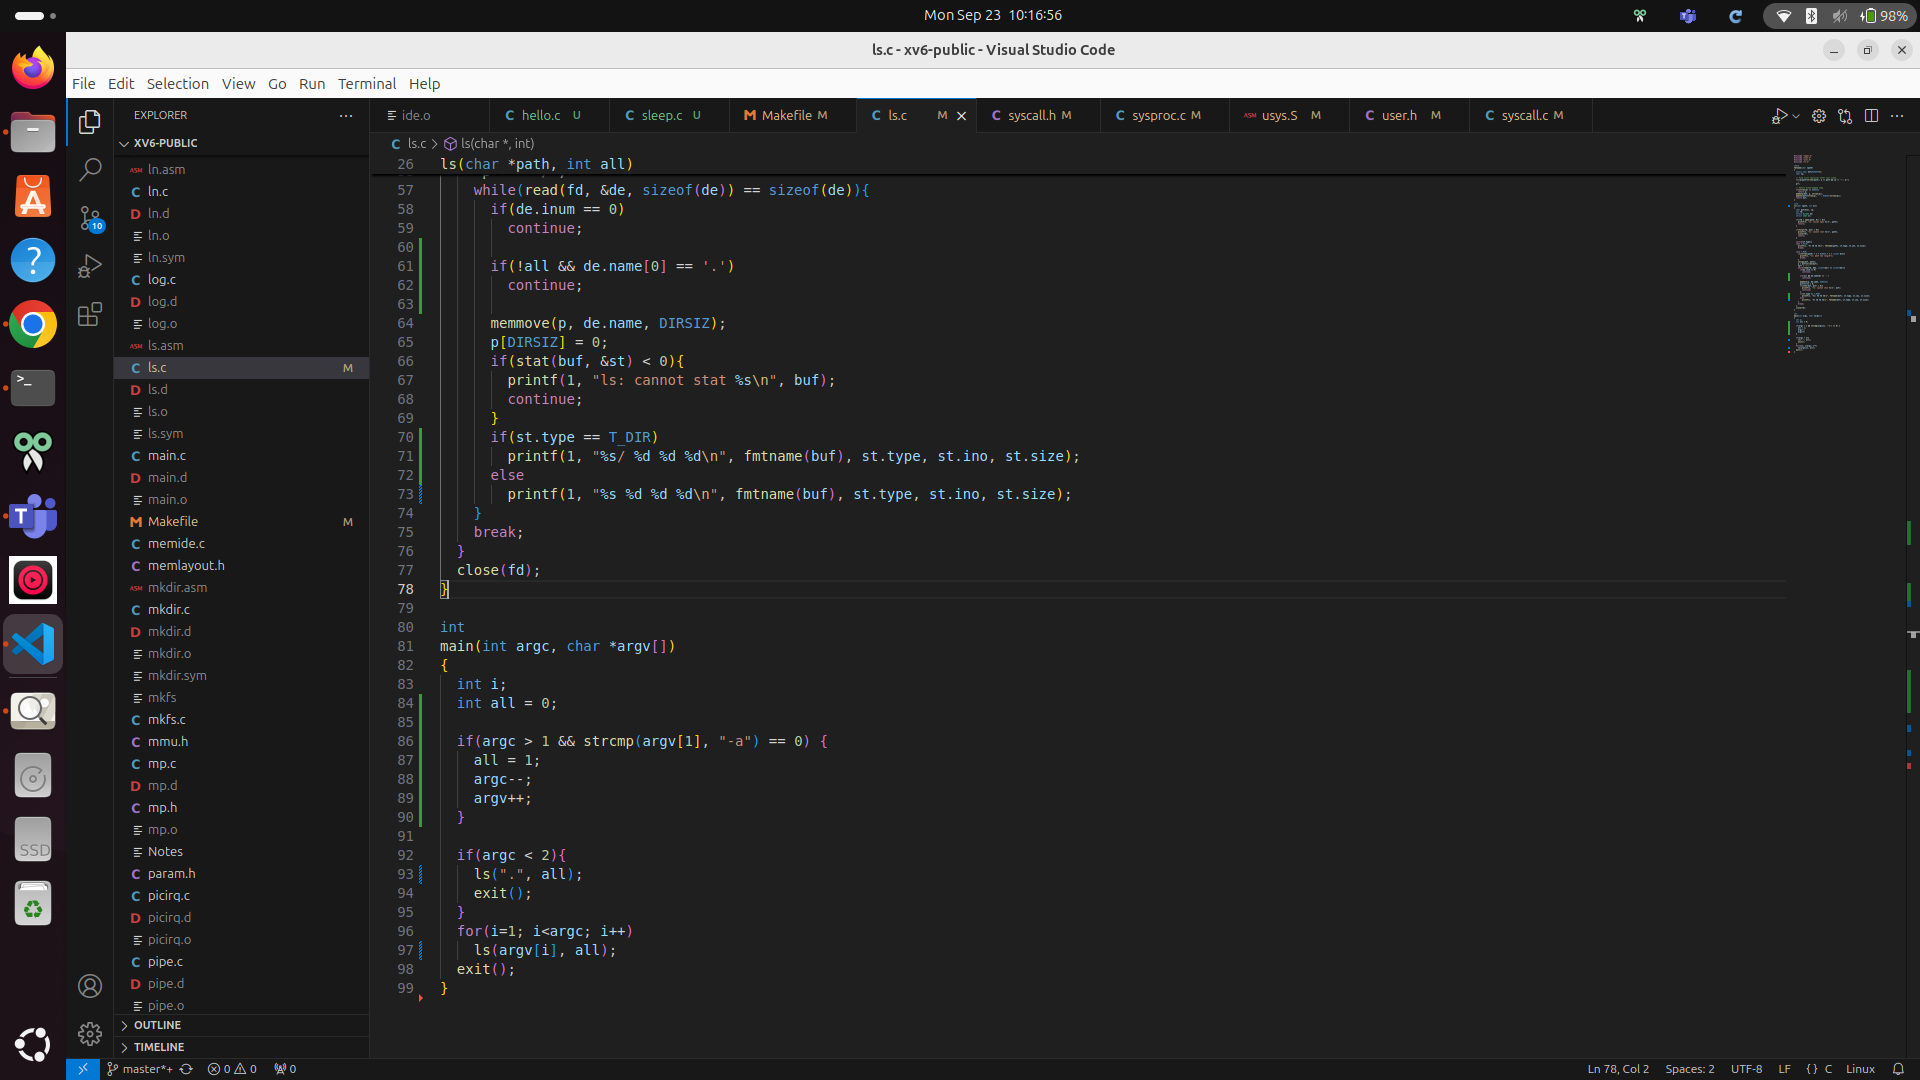 Mon Sep 23 10:16:56
98%
ls.c - xv6-public - Visual Studio Code
File Edit Selection View Go Run Terminal Help
EXPLORER
ide.o
hello.c U
sleep.c U
Makefile M
ls.c M
syscall.h M
sysproc.c M
usys.S M
user.h M
syscall.c M
XV6-PUBLIC
ln.asm
ln.c
ln.d
ln.o
ln.sym
log.c
log.d
log.o
ls.asm
ls.c M
ls.d
ls.o
ls.sym
main.c
main.d
main.o
Makefile M
memide.c
memlayout.h
mkdir.asm
mkdir.c
mkdir.d
mkdir.o
mkdir.sym
mkfs
mkfs.c
mmu.h
mp.c
mp.d
mp.h
mp.o
Notes
param.h
picirq.c
picirq.d
picirq.o
pipe.c
pipe.d
pipe.o
OUTLINE
TIMELINE
10
SSD
ls.c > ls(char *, int)
26 ls(char *path, int all)
57 while(read(fd, &de, sizeof(de)) == sizeof(de)){
58 if(de.inum == 0)
59 continue;
60
61 if(!all && de.name[0] == '.')
62 continue;
63
64 memmove(p, de.name, DIRSIZ);
65 p[DIRSIZ] = 0;
66 if(stat(buf, &st) < 0){
67 printf(1, "ls: cannot stat %s\n", buf);
68 continue;
69 }
70 if(st.type == T_DIR)
71 printf(1, "%s/ %d %d %d\n", fmtname(buf), st.type, st.ino, st.size);
72 else
73 printf(1, "%s %d %d %d\n", fmtname(buf), st.type, st.ino, st.size);
74 }
75 break;
76 }
77 close(fd);
78 }
79
80 int
81 main(int argc, char *argv[])
82 {
83 int i;
84 int all = 0;
85
86 if(argc > 1 && strcmp(argv[1], "-a") == 0) {
87 all = 1;
88 argc--;
89 argv++;
90 }
91
92 if(argc < 2){
93 ls(".", all);
94 exit();
95 }
96 for(i=1; i<argc; i++)
97 ls(argv[i], all);
98 exit();
99 }
master*+ 0 0 0
Ln 78, Col 2 Spaces: 2 UTF-8 LF {} C Linux